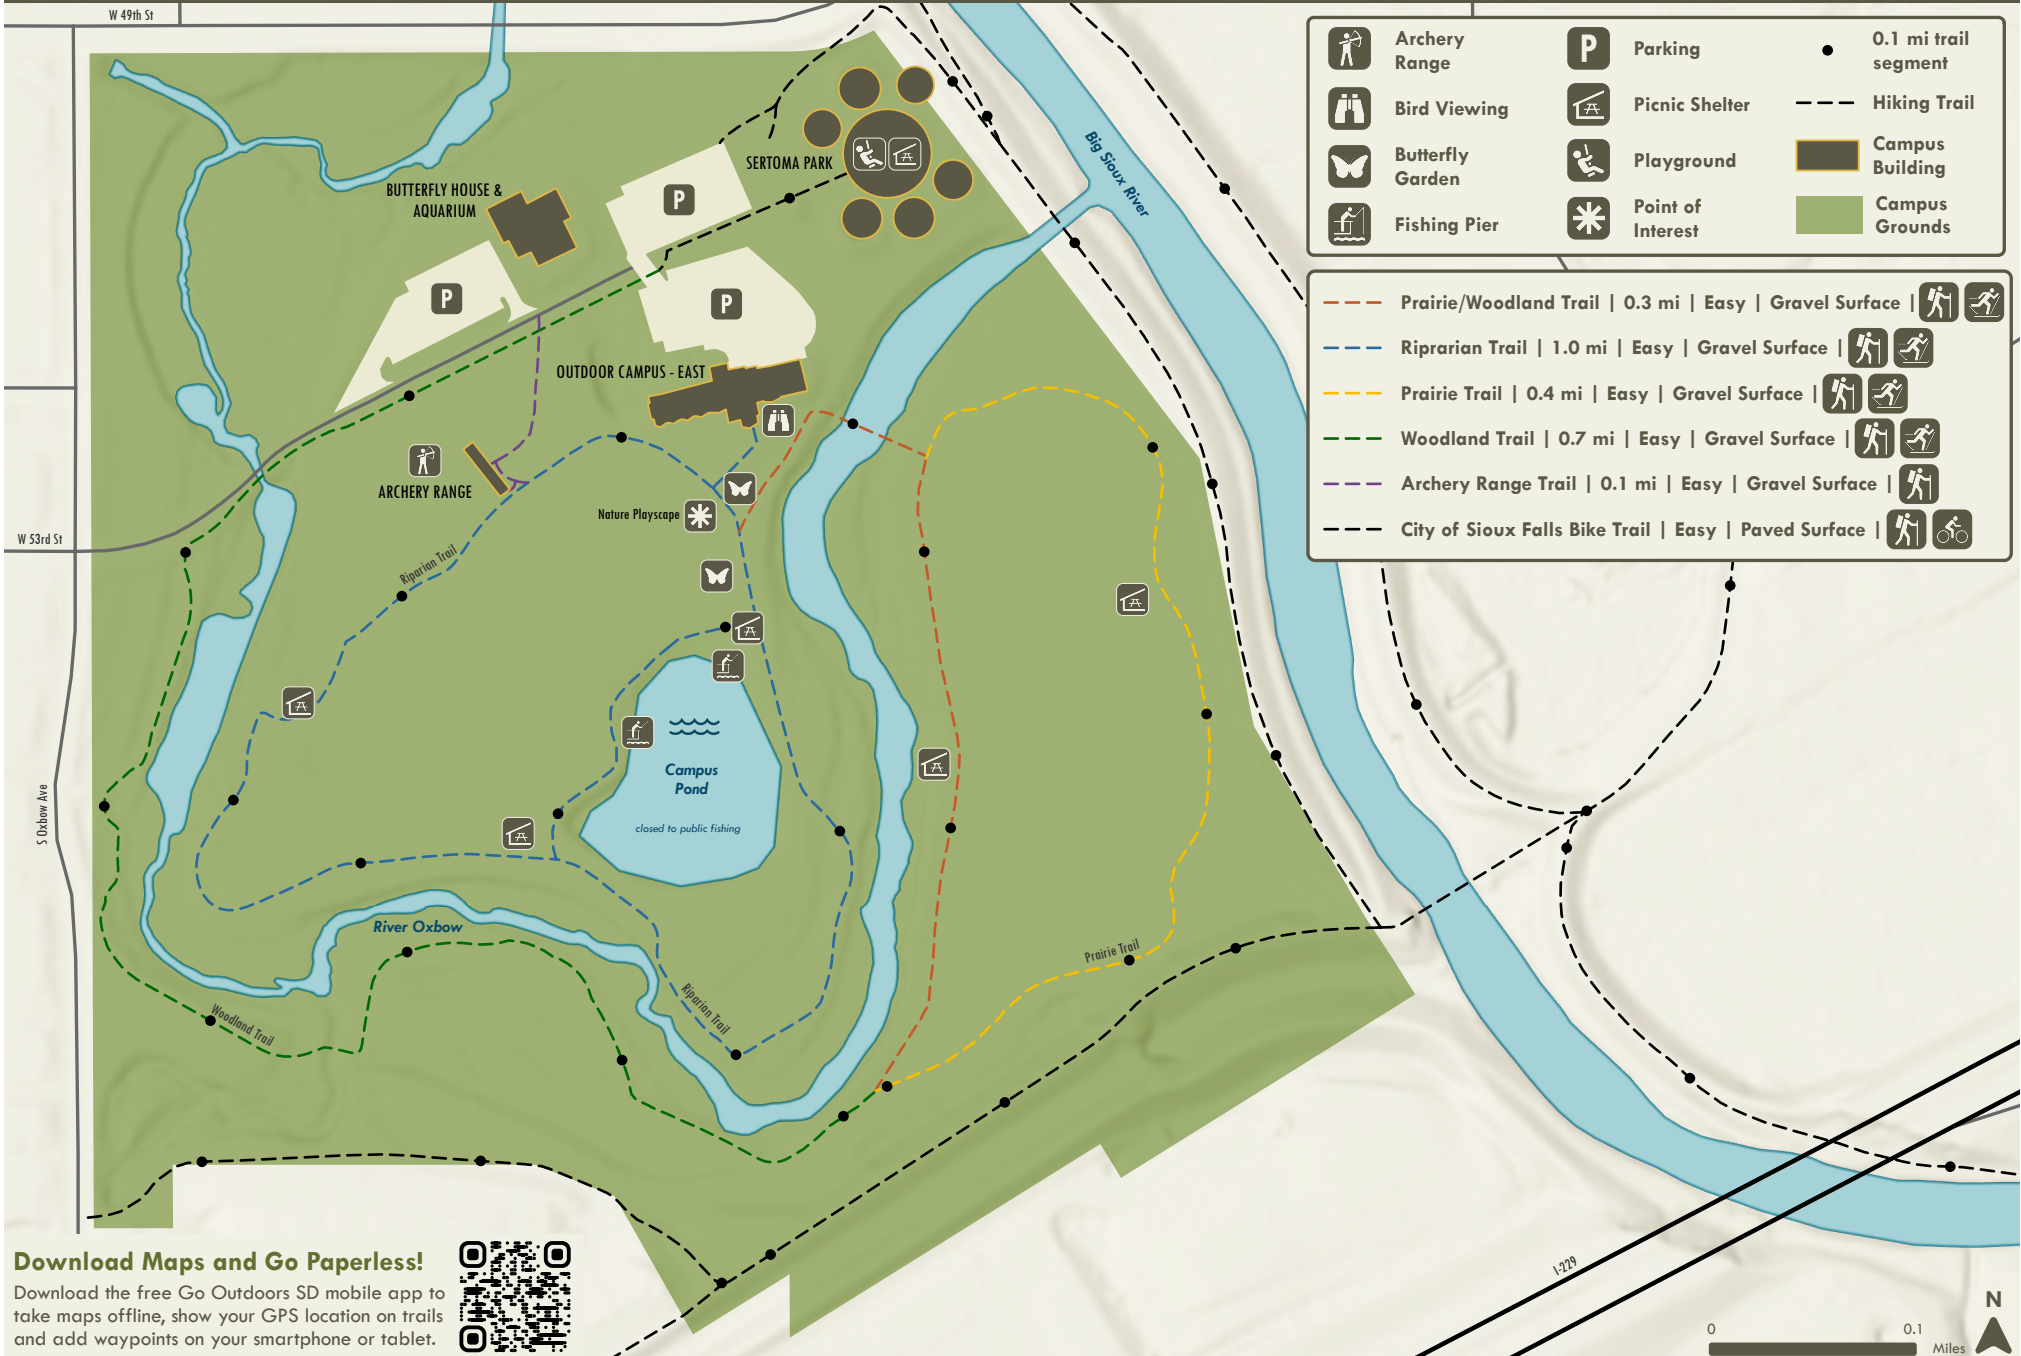 W 49th St
BUTTERFLY HOUSE &
AQUARIUM
P
SERTOMA PARK
P
P
OUTDOOR CAMPUS - EAST
ARCHERY RANGE
Nature Playscape
W 53rd St
S Oxbow Ave
Riparian Trail
Campus
Pond
closed to public fishing
River Oxbow
Riparian Trail
Woodland Trail
Prairie Trail
Big Sioux River
I-229
Archery
Range
Bird Viewing
Butterfly
Garden
Fishing Pier
P
Parking
Picnic Shelter
Playground
Point of
Interest
0.1 mi trail
segment
Hiking Trail
Campus
Building
Campus
Grounds
Prairie/Woodland Trail | 0.3 mi | Easy | Gravel Surface |
Riprarian Trail | 1.0 mi | Easy | Gravel Surface |
Prairie Trail | 0.4 mi | Easy | Gravel Surface |
Woodland Trail | 0.7 mi | Easy | Gravel Surface |
Archery Range Trail | 0.1 mi | Easy | Gravel Surface |
City of Sioux Falls Bike Trail | Easy | Paved Surface |
Download Maps and Go Paperless!
Download the free Go Outdoors SD mobile app to
take maps offline, show your GPS location on trails
and add waypoints on your smartphone or tablet.
N
0 0.1
Miles